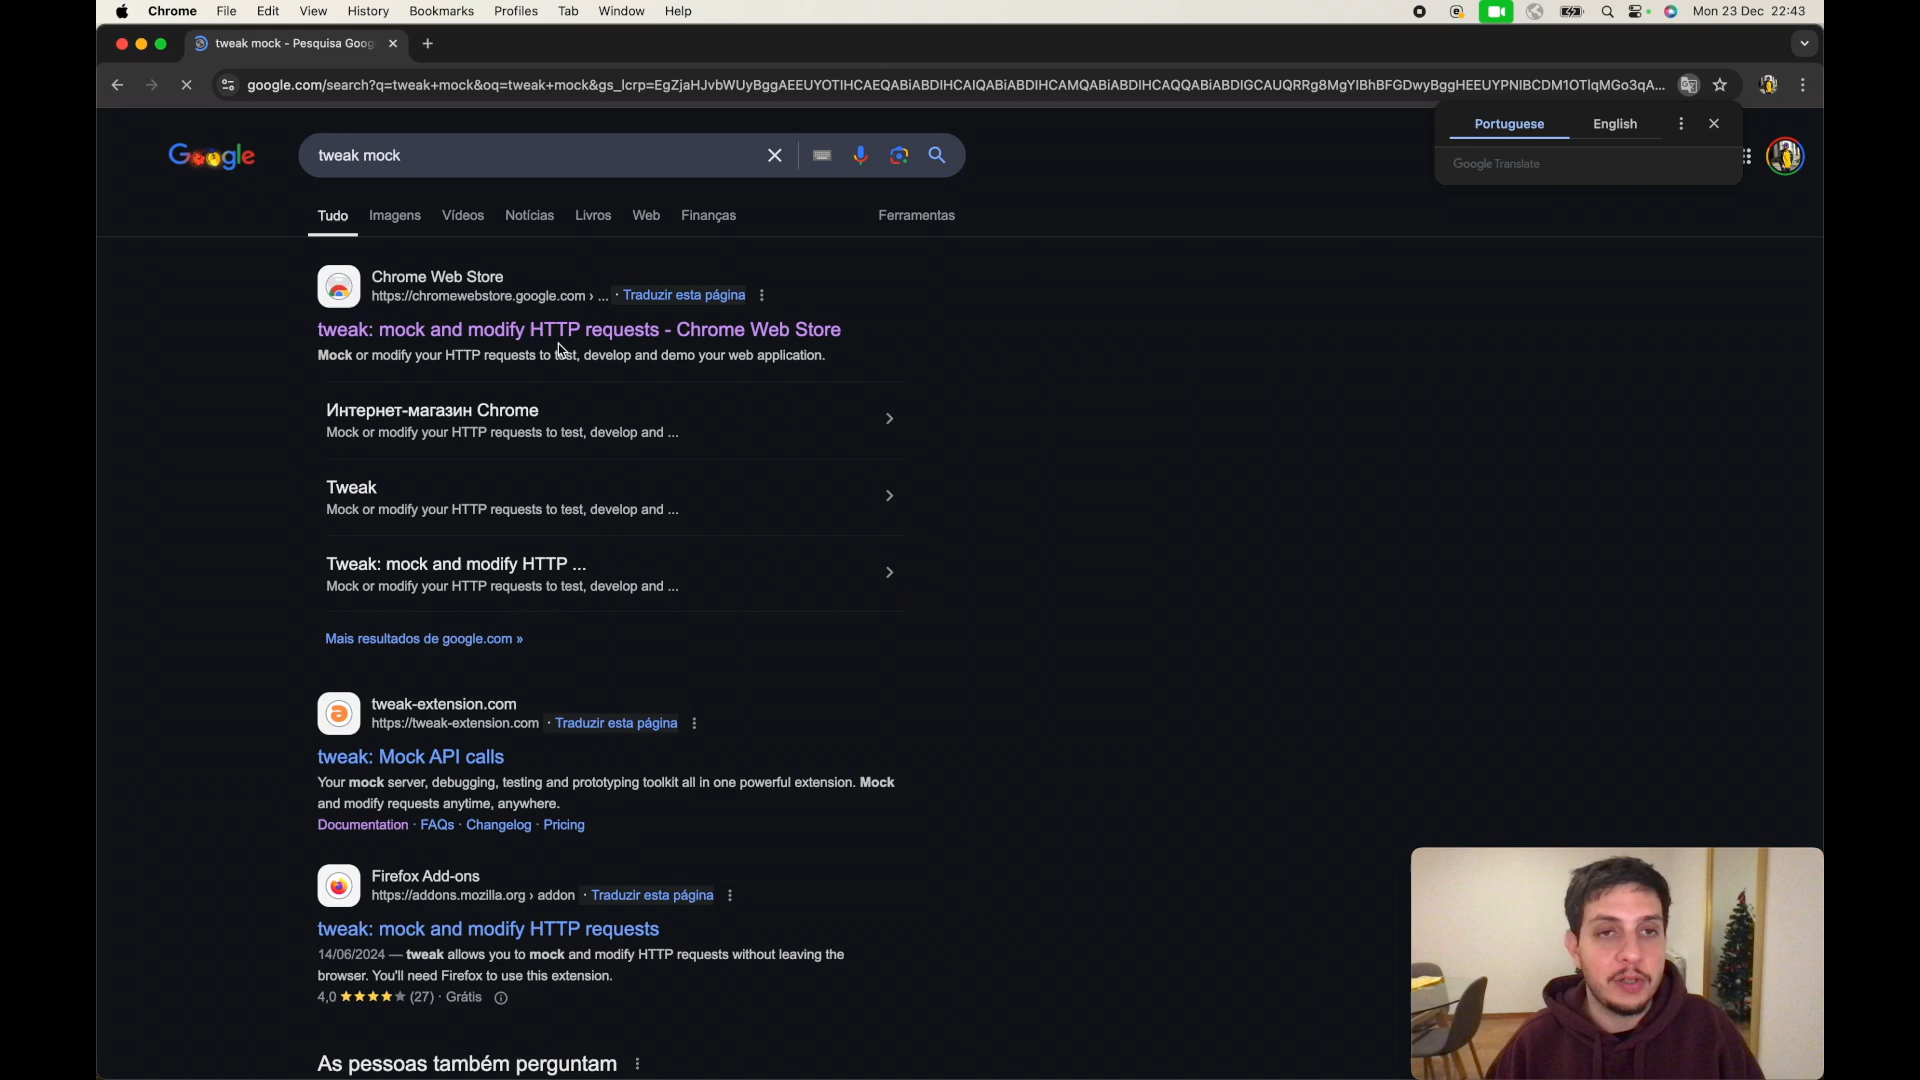 Chrome File Edit View History Bookmarks Profiles Tab Window Help Mon 23 Dec 22:43
tweak mock - Pesquisa Goog
google.com/search?q=tweak+mock&oq=tweak+mock&gs_lcrp=EgZjaHJvbWUyBggAEEUYOTIHCAEQABiABDIHCAIQABiABDIHCAMQABiABDIHCAQQABiABDIGCAUQRRg8MgYIBhBFGDwyBggHEEUYPNIBCDM1OTlqMGo3qA...
Portuguese English
Google Translate
Google
tweak mock
Tudo Imagens Vídeos Notícias Livros Web Finanças Ferramentas
Chrome Web Store
https://chromewebstore.google.com › ... · Traduzir esta página
tweak: mock and modify HTTP requests - Chrome Web Store
Mock or modify your HTTP requests to test, develop and demo your web application.
Интернет-магазин Chrome
Mock or modify your HTTP requests to test, develop and ...
Tweak
Mock or modify your HTTP requests to test, develop and ...
Tweak: mock and modify HTTP ...
Mock or modify your HTTP requests to test, develop and ...
Mais resultados de google.com »
tweak-extension.com
https://tweak-extension.com · Traduzir esta página
tweak: Mock API calls
Your mock server, debugging, testing and prototyping toolkit all in one powerful extension. Mock
and modify requests anytime, anywhere.
Documentation · FAQs · Changelog · Pricing
Firefox Add-ons
https://addons.mozilla.org › addon · Traduzir esta página
tweak: mock and modify HTTP requests
14/06/2024 — tweak allows you to mock and modify HTTP requests without leaving the
browser. You'll need Firefox to use this extension.
4,0 ★★★★★ (27) · Grátis
As pessoas também perguntam